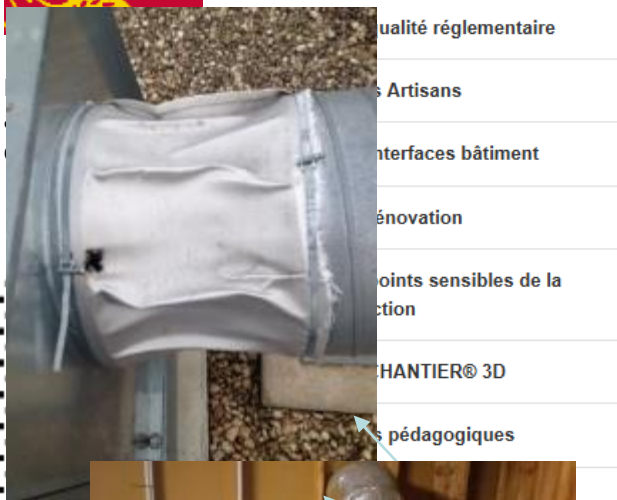 ualité réglementaire
s Artisans
nterfaces bâtiment
énovation
oints sensibles de la
ction
HANTIER® 3D
s pédagogiques